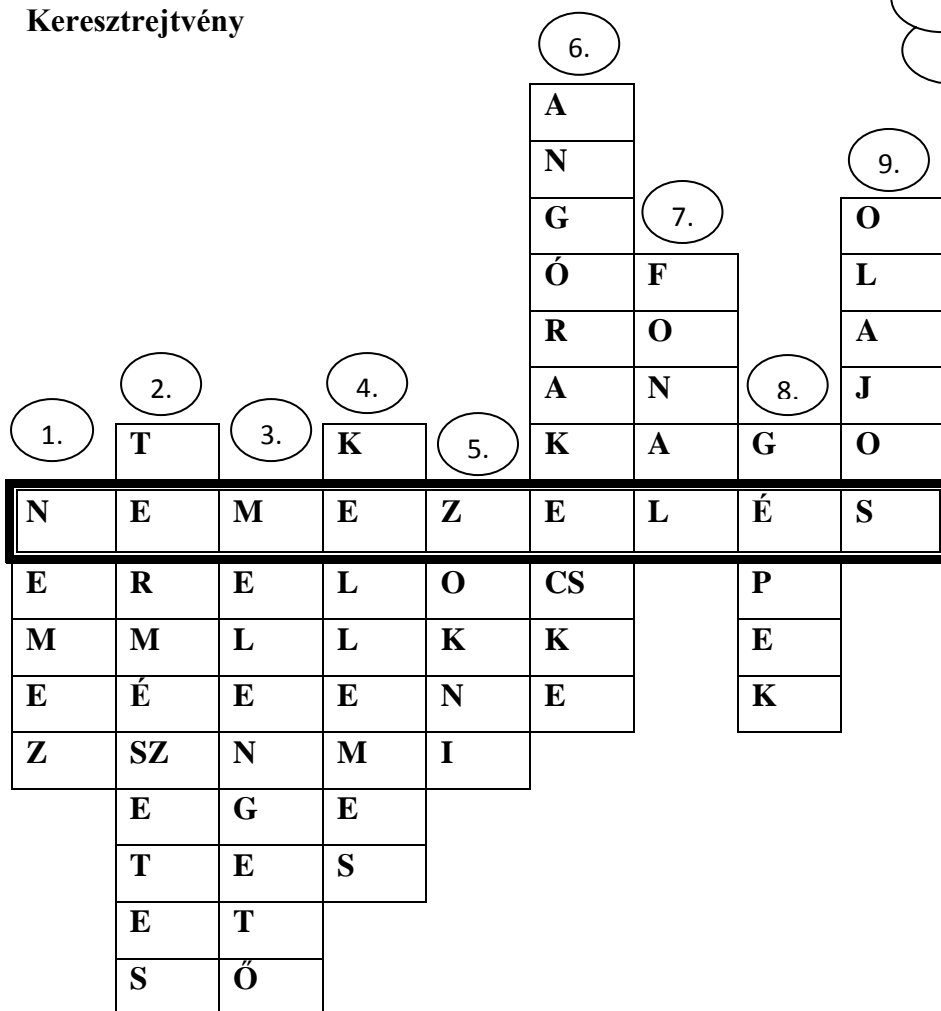 Keresztrejtvény
6.
A
N 9.
G 7. O
Ó F L
R O A
2. 4. A N 8. J
1. T 3. K 5. K A G O
N E M E Z E L É S
E R E L O CS P
M M L L K K E
E É E E N E K
Z SZ N M I
E G E
T E S
E T
S Ő